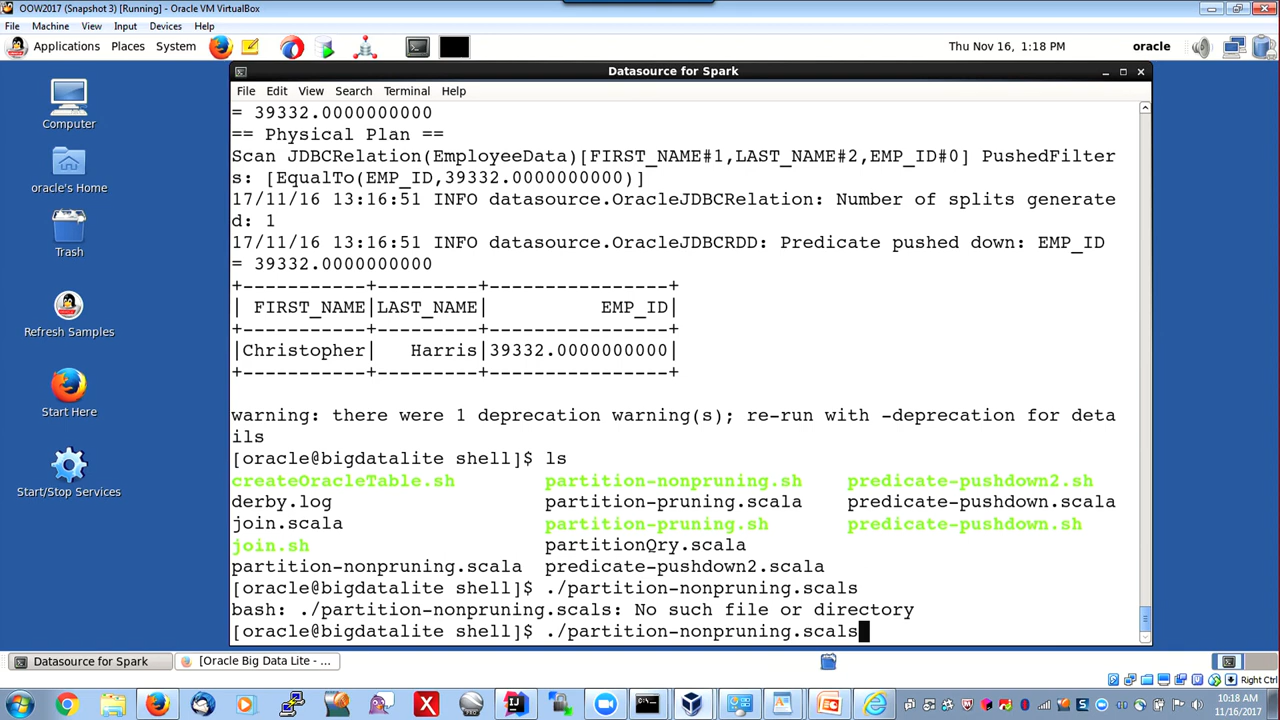 OOW2017 (Snapshot 3) [Running] - Oracle VM VirtualBox
File Machine View Input Devices Help
Applications Places System Thu Nov 16, 1:18 PM oracle
Datasource for Spark
File Edit View Search Terminal Help
= 39332.0000000000
== Physical Plan ==
Scan JDBCRelation(EmployeeData)[FIRST_NAME#1,LAST_NAME#2,EMP_ID#0] PushedFilter
s: [EqualTo(EMP_ID,39332.0000000000)]
17/11/16 13:16:51 INFO datasource.OracleJDBCRelation: Number of splits generate
d: 1
17/11/16 13:16:51 INFO datasource.OracleJDBCRDD: Predicate pushed down: EMP_ID
= 39332.0000000000
+-----------+---------+----------------+
| FIRST_NAME|LAST_NAME|          EMP_ID|
+-----------+---------+----------------+
|Christopher|   Harris|39332.0000000000|
+-----------+---------+----------------+
warning: there were 1 deprecation warning(s); re-run with -deprecation for deta
ils
[oracle@bigdatalite shell]$ ls
createOracleTable.sh partition-nonpruning.sh predicate-pushdown2.sh
derby.log partition-pruning.scala predicate-pushdown.scala
join.scala partition-pruning.sh predicate-pushdown.sh
join.sh partitionQry.scala
partition-nonpruning.scala predicate-pushdown2.scala
[oracle@bigdatalite shell]$ ./partition-nonpruning.scals
bash: ./partition-nonpruning.scals: No such file or directory
[oracle@bigdatalite shell]$ ./partition-nonpruning.scals
Computer
oracle's Home
Trash
Refresh Samples
Start Here
Start/Stop Services
Datasource for Spark [Oracle Big Data Lite - ...
Right Ctrl
10:18 AM
11/16/2017